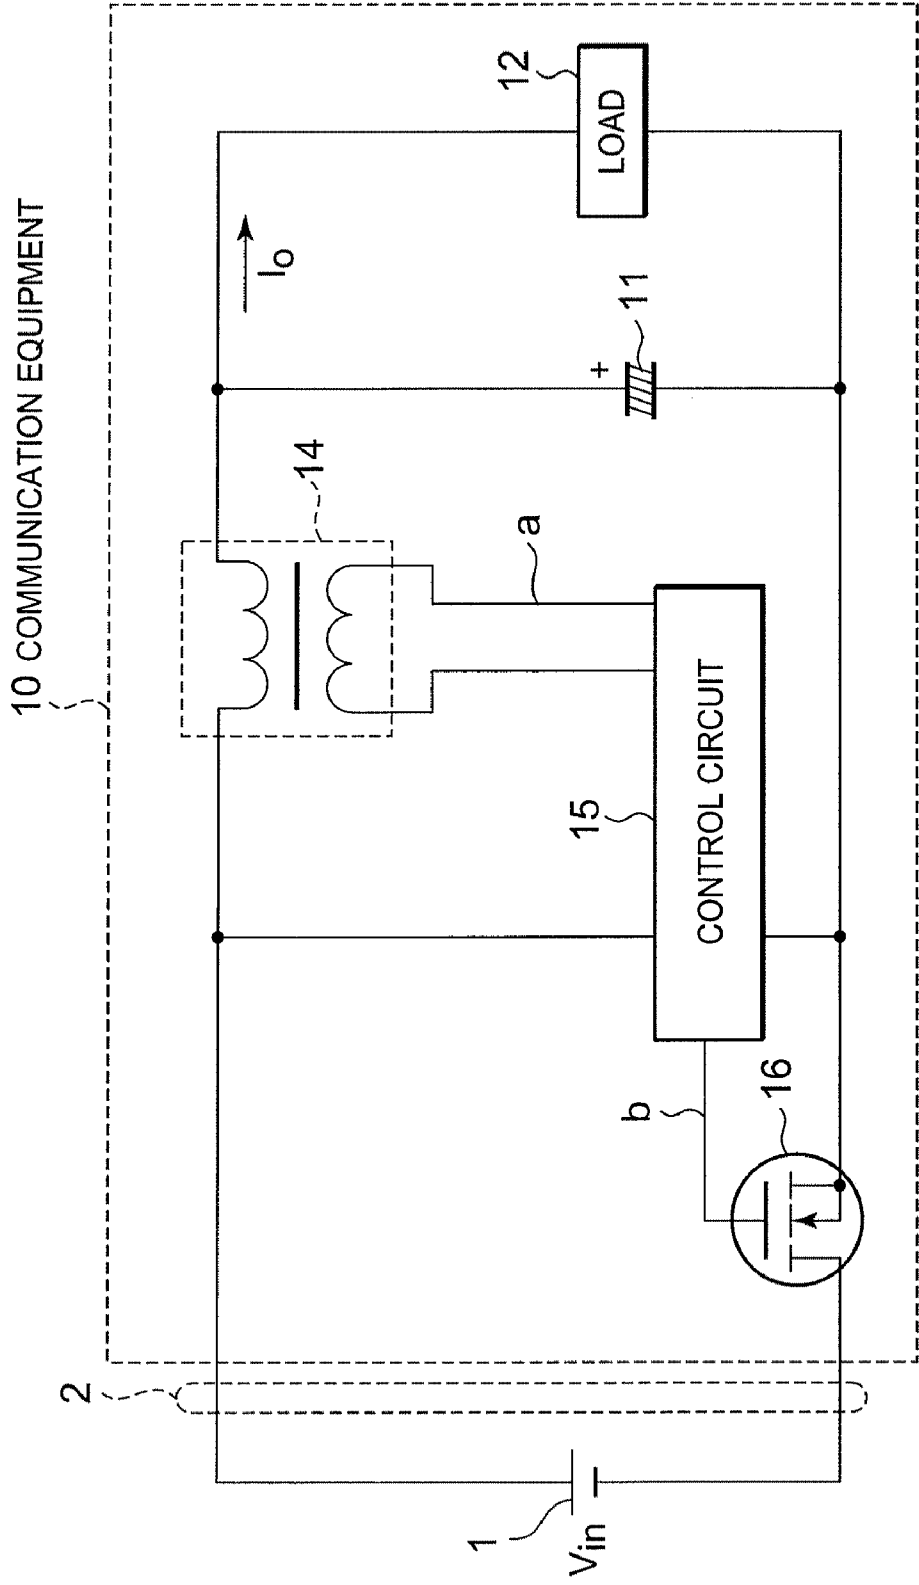 10 COMMUNICATION EQUIPMENT
2
1
Vin
14
Io
a
b
15
CONTROL CIRCUIT
16
+
11
12
LOAD